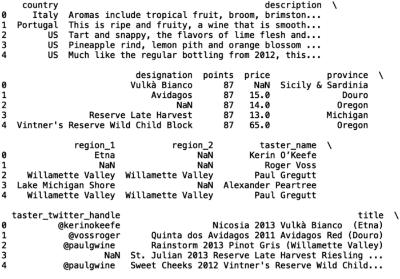 country description \
0 Italy Aromas include tropical fruit, broom, brimston...
1 Portugal This is ripe and fruity, a wine that is smooth...
2 US Tart and snappy, the flavors of lime flesh and...
3 US Pineapple rind, lemon pith and orange blossom ...
4 US Much like the regular bottling from 2012, this...
designation points price province \
0 Vulkà Bianco 87 NaN Sicily & Sardinia
1 Avidagos 87 15.0 Douro
2 NaN 87 14.0 Oregon
3 Reserve Late Harvest 87 13.0 Michigan
4 Vintner's Reserve Wild Child Block 87 65.0 Oregon
region_1 region_2 taster_name \
0 Etna NaN Kerin O'Keefe
1 NaN NaN Roger Voss
2 Willamette Valley Willamette Valley Paul Gregutt
3 Lake Michigan Shore NaN Alexander Peartree
4 Willamette Valley Willamette Valley Paul Gregutt
taster_twitter_handle title \
0 @kerinokeefe Nicosia 2013 Vulkà Bianco (Etna)
1 @vossroger Quinta dos Avidagos 2011 Avidagos Red (Douro)
2 @paulgwine Rainstorm 2013 Pinot Gris (Willamette Valley)
3 NaN St. Julian 2013 Reserve Late Harvest Riesling ...
4 @paulgwine Sweet Cheeks 2012 Vintner's Reserve Wild Child...